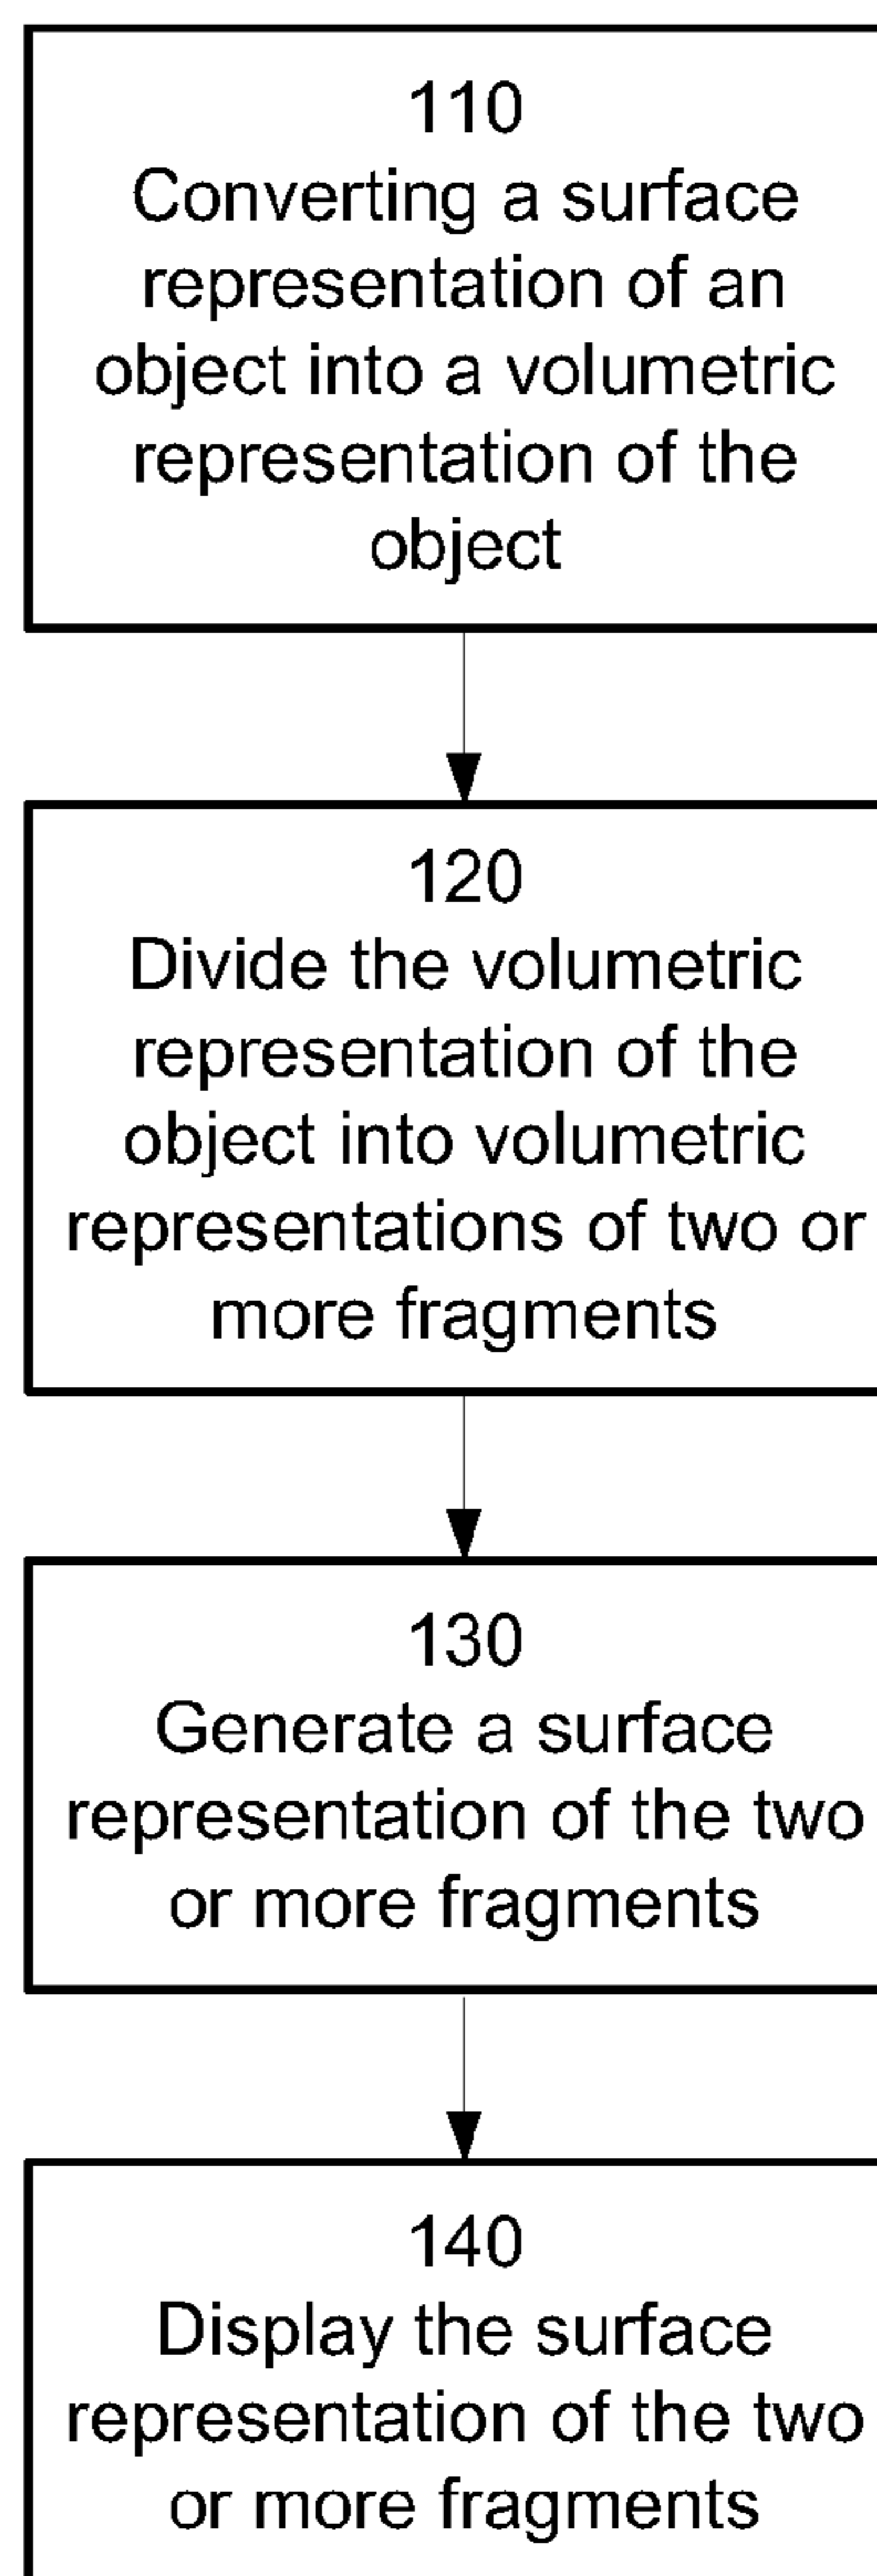 110
Converting a surface
representation of an
object into a volumetric
representation of the
object
120
Divide the volumetric
representation of the
object into volumetric
representations of two or
more fragments
130
Generate a surface
representation of the two
or more fragments
140
Display the surface
representation of the two
or more fragments